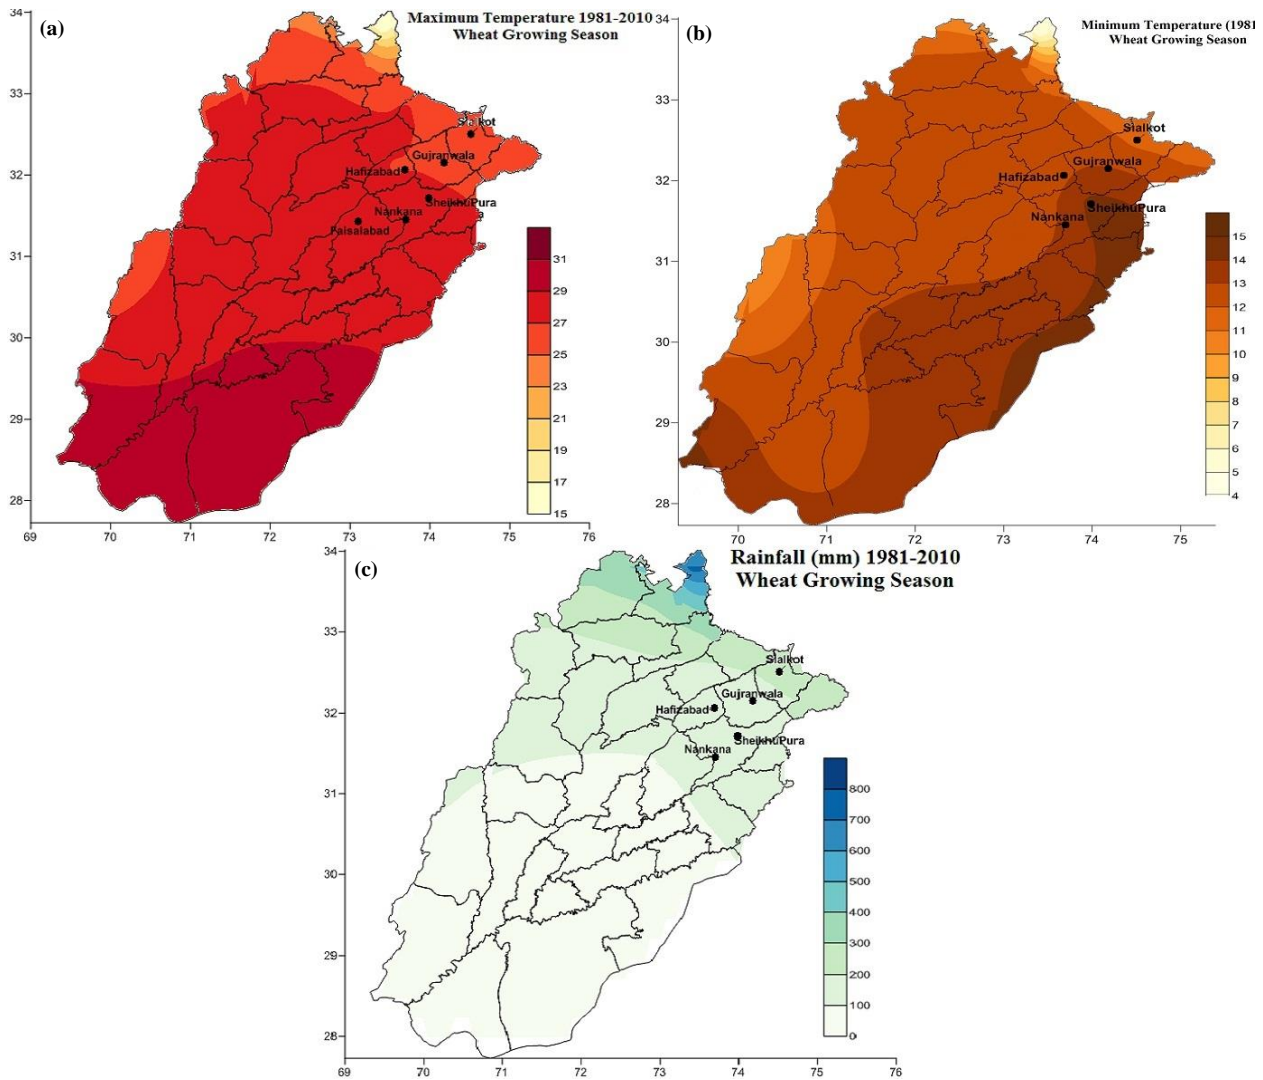 (a)
Maximum Temperature 1981-2010
Wheat Growing Season
34
33
32
31
30
29
28
69
70
71
72
73
74
75
76
Sialkot
Gujranwala
Hafizabad
SheikhuPura
Nankana
Faisalabad
31
29
27
25
23
21
19
17
15
(b)
Minimum Temperature (1981
Wheat Growing Season
34
33
32
31
30
29
28
70
71
72
73
74
75
Sialkot
Gujranwala
Hafizabad
SheikhuPura
Nankana
15
14
13
12
11
10
9
8
7
6
5
4
(c)
Rainfall (mm) 1981-2010
Wheat Growing Season
34
33
32
31
30
29
28
69
70
71
72
73
74
75
76
Sialkot
Gujranwala
Hafizabad
SheikhuPura
Nankana
800
700
600
500
400
300
200
100
0